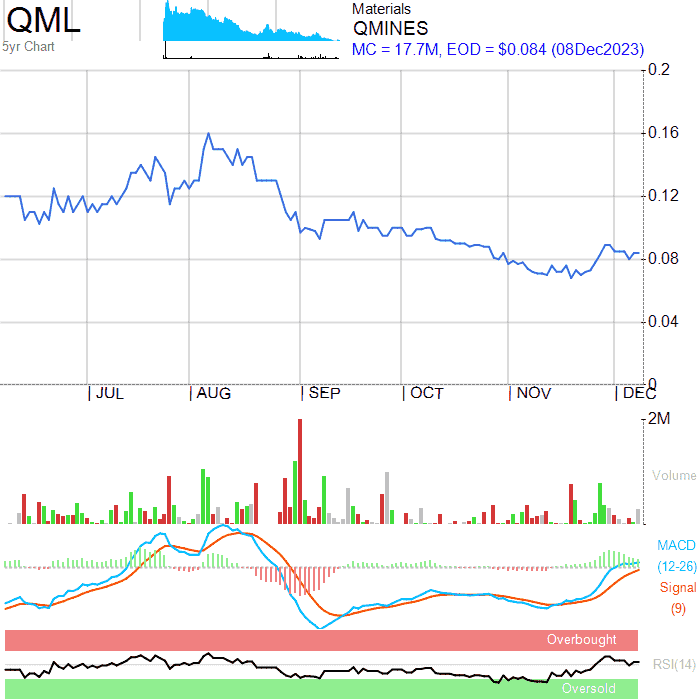 QML
5yr Chart
Materials
QMINES
MC = 17.7M, EOD = $0.084 (08Dec2023)
0.2
0.16
0.12
0.08
0.04
0
JUL AUG SEP OCT NOV DEC
2M
Volume
MACD
(12-26)
Signal
(9)
Overbought
RSI(14)
Oversold